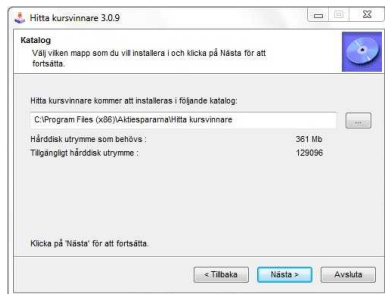 Hitta kursvinnare 3.0.9
Katalog
Välj vilken mapp som du vill installera i och klicka på Nästa för att
fortsätta.
Hitta kursvinnare kommer att installeras i följande katalog:
C:\Program Files (x86)\Aktiespararna\Hitta kursvinnare
...
Hårddisk utrymme som behövs : 361 Mb
Tillgängligt hårddisk utrymme : 129096
Klicka på 'Nästa' för att fortsätta.
< Tillbaka Nästa > Avsluta